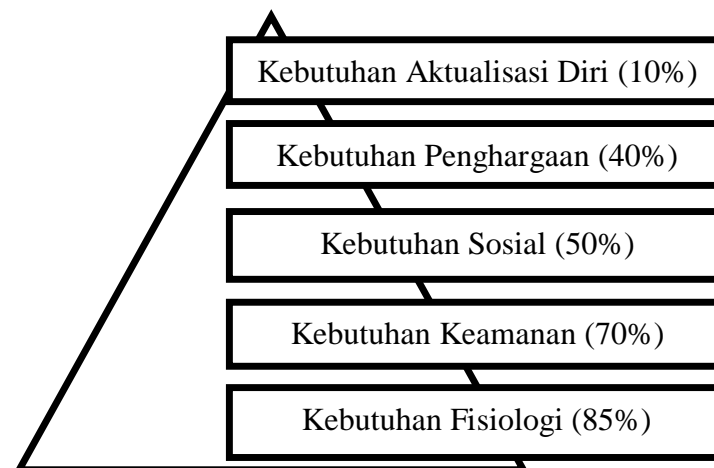 Kebutuhan Aktualisasi Diri (10%)
Kebutuhan Penghargaan (40%)
Kebutuhan Sosial (50%)
Kebutuhan Keamanan (70%)
Kebutuhan Fisiologi (85%)